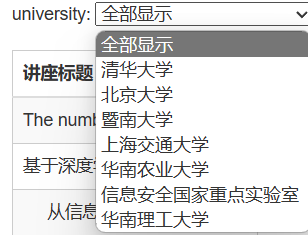 university: 全部显示
全部显示
讲座标题
清华大学
北京大学
The numb
暨南大学
上海交通大学
基于深度
华南农业大学
信息安全国家重点实验室
从信息
华南理工大学